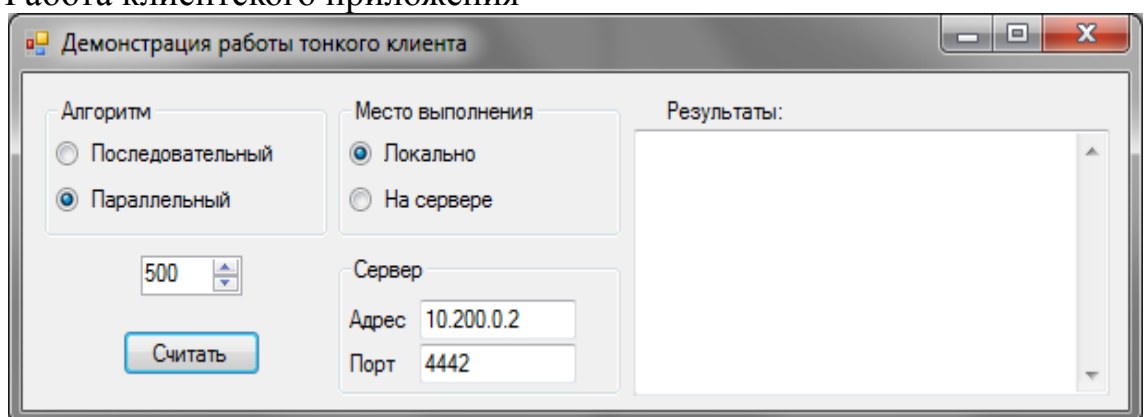 Работа клиентского приложения
Демонстрация работы тонкого клиента
Алгоритм
Последовательный
Параллельный
500
Считать
Место выполнения
Локально
На сервере
Сервер
Адрес 10.200.0.2
Порт 4442
Результаты: